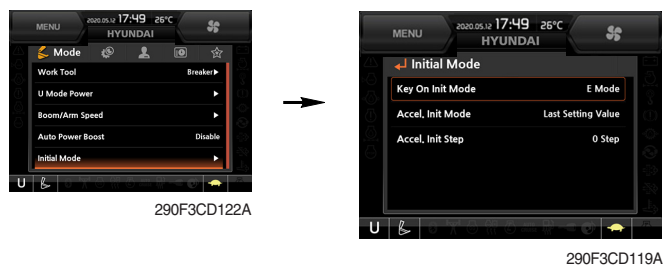 MENU
2020.05.12 17:49 26°C
HYUNDAI
Mode
Work Tool Breaker▶
U Mode Power ▶
Boom/Arm Speed ▶
Auto Power Boost Disable
Initial Mode ▶
U
290F3CD122A
MENU
2020.05.12 17:49 26°C
HYUNDAI
Initial Mode
Key On Init Mode E Mode
Accel, Init Mode Last Setting Value
Accel, Init Step 0 Step
U
290F3CD119A